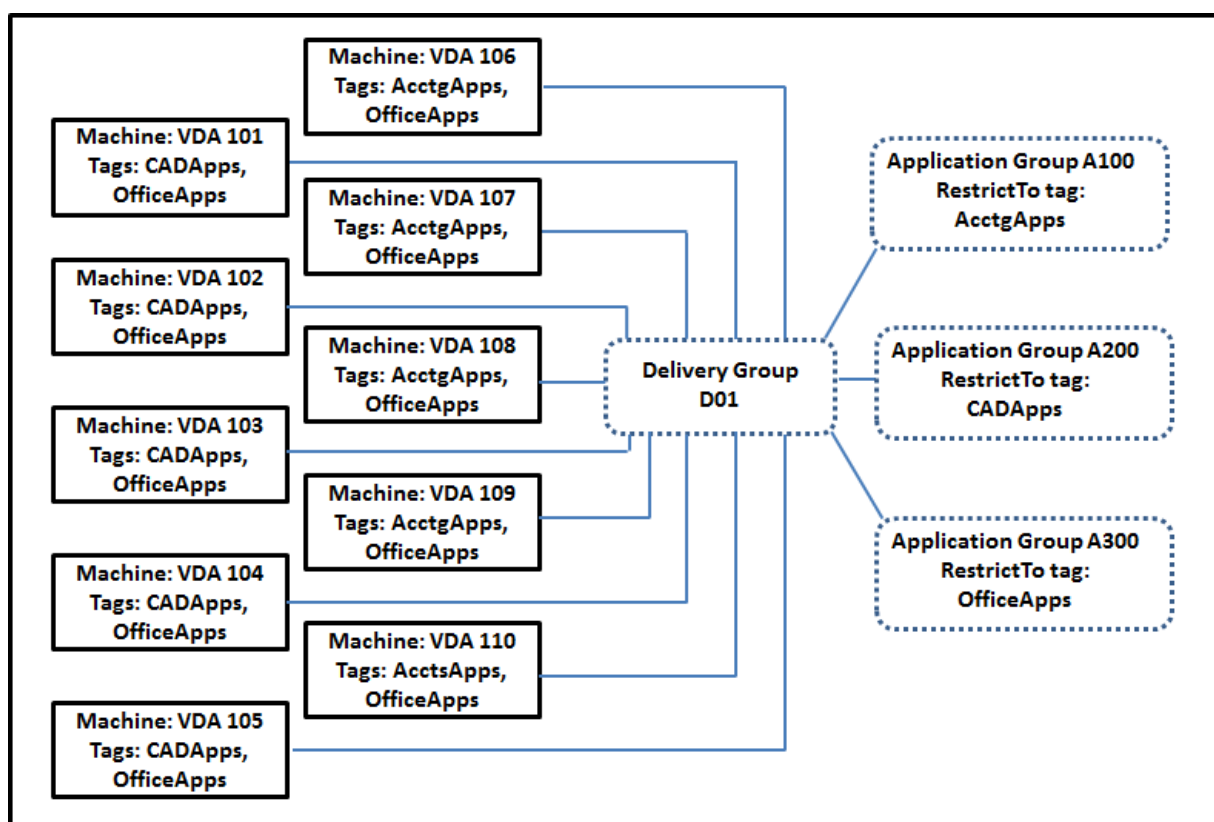 Machine: VDA 106
Tags: AcctgApps,
OfficeApps
Machine: VDA 101
Tags: CADApps,
OfficeApps
Machine: VDA 107
Tags: AcctgApps,
OfficeApps
Machine: VDA 102
Tags: CADApps,
OfficeApps
Machine: VDA 108
Tags: AcctgApps,
OfficeApps
Machine: VDA 103
Tags: CADApps,
OfficeApps
Machine: VDA 109
Tags: AcctgApps,
OfficeApps
Machine: VDA 104
Tags: CADApps,
OfficeApps
Machine: VDA 110
Tags: AcctsApps,
OfficeApps
Machine: VDA 105
Tags: CADApps,
OfficeApps
Delivery Group
D01
Application Group A100
RestrictTo tag:
AcctgApps
Application Group A200
RestrictTo tag:
CADApps
Application Group A300
RestrictTo tag:
OfficeApps